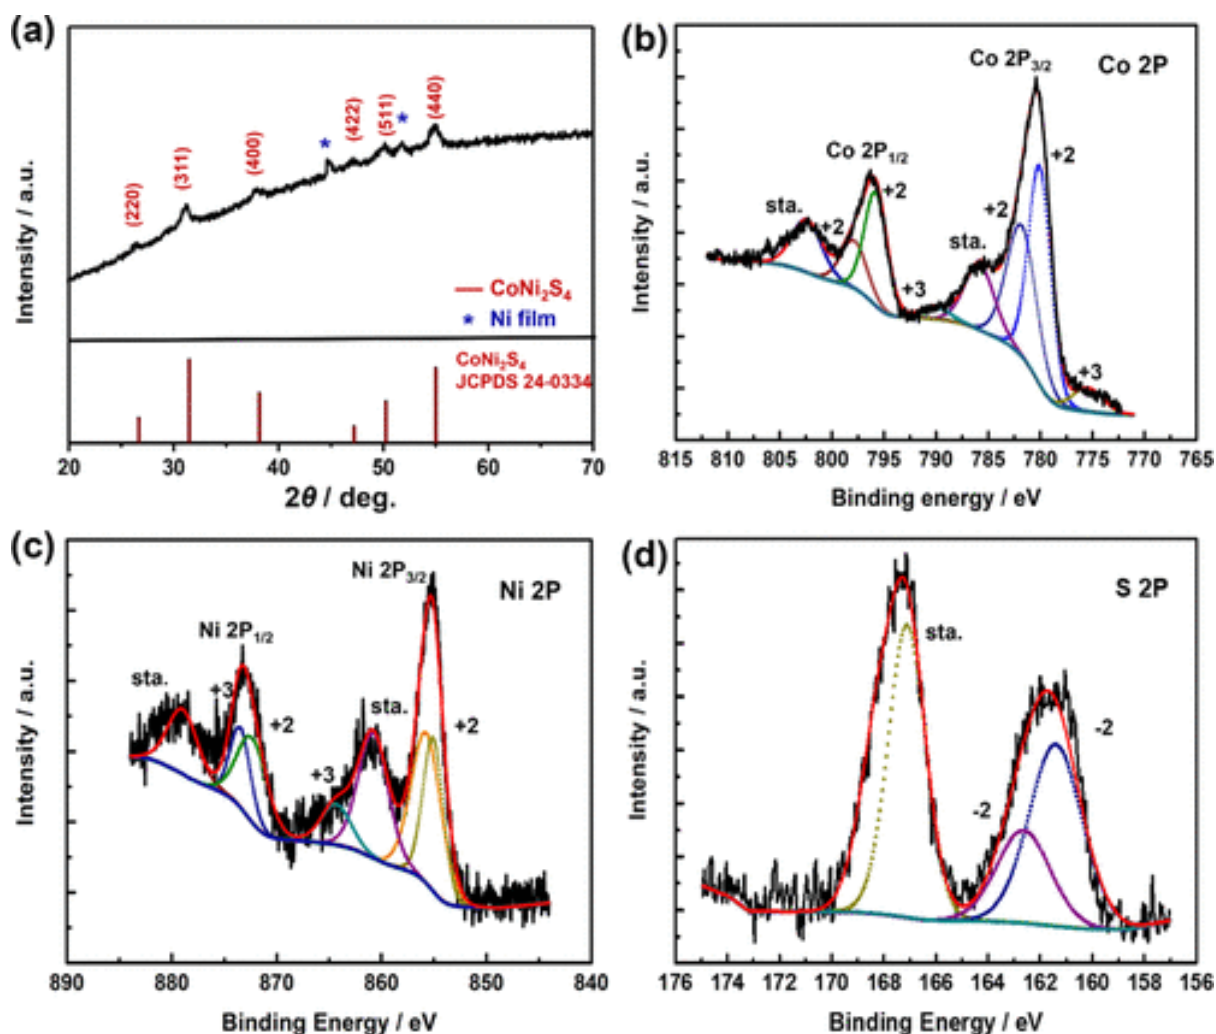 (a)
Intensity / a.u.
(220)
(311)
(400)
*
(422)
(511)
*
(440)
CoNi₂S₄
* Ni film
CoNi₂S₄
JCPDS 24-0334
20 30 40 50 60 70
2θ / deg.
(b)
Intensity / a.u.
Co 2P₃/₂
Co 2P
+2
Co 2P₁/₂
+2
sta.
+2
+2
sta.
+3
+3
815 805 800 795 790 785 780 770 765
Binding energy / eV
(c)
Intensity / a.u.
Ni 2P₃/₂
Ni 2P
Ni 2P₁/₂
sta.
+3
+2
sta.
+2
+3
890 880 870 860 850 840
Binding Energy / eV
(d)
Intensity / a.u.
S 2P
sta.
-2
-2
176 174 172 170 168 166 164 162 160 158 156
Binding Energy / eV